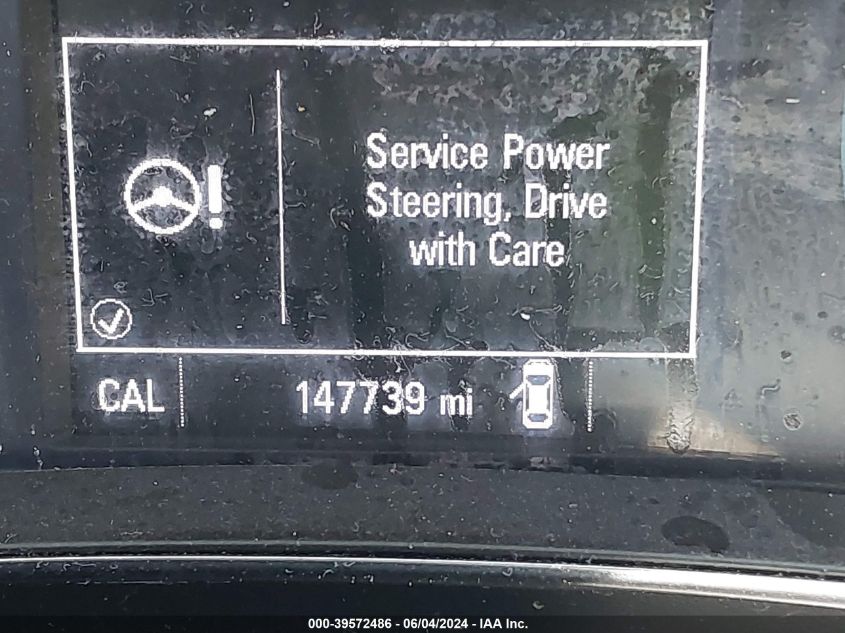 Service Power
Steering, Drive
with Care
CAL
147739 mi
000-39572486 - 06/04/2024 - IAA Inc.